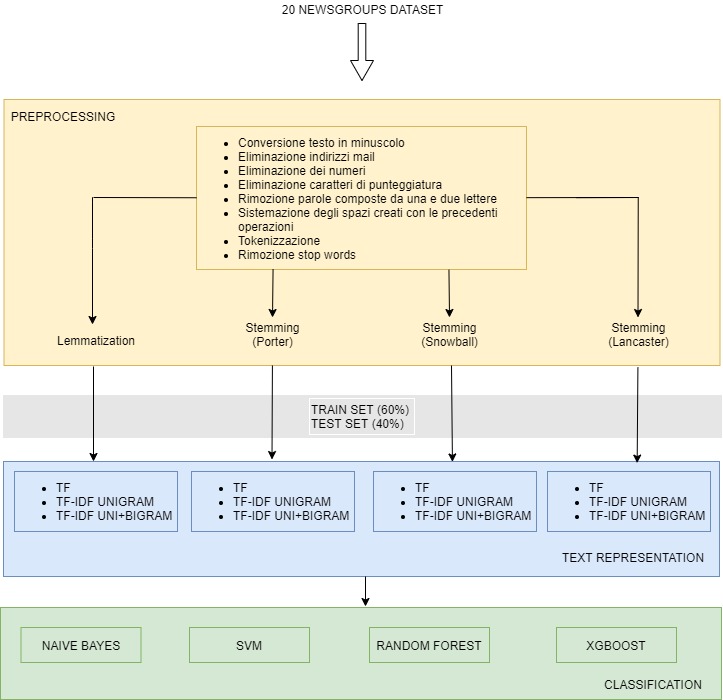 20 NEWSGROUPS DATASET
PREPROCESSING
Conversione testo in minuscolo
Eliminazione indirizzi mail
Eliminazione dei numeri
Eliminazione caratteri di punteggiatura
Rimozione parole composte da una e due lettere
Sistemazione degli spazi creati con le precedenti
operazioni
Tokenizzazione
Rimozione stop words
Lemmatization
Stemming
(Porter)
Stemming
(Snowball)
Stemming
(Lancaster)
TRAIN SET (60%)
TEST SET (40%)
TF
TF-IDF UNIGRAM
TF-IDF UNI+BIGRAM
TF
TF-IDF UNIGRAM
TF-IDF UNI+BIGRAM
TF
TF-IDF UNIGRAM
TF-IDF UNI+BIGRAM
TF
TF-IDF UNIGRAM
TF-IDF UNI+BIGRAM
TEXT REPRESENTATION
NAIVE BAYES
SVM
RANDOM FOREST
XGBOOST
CLASSIFICATION